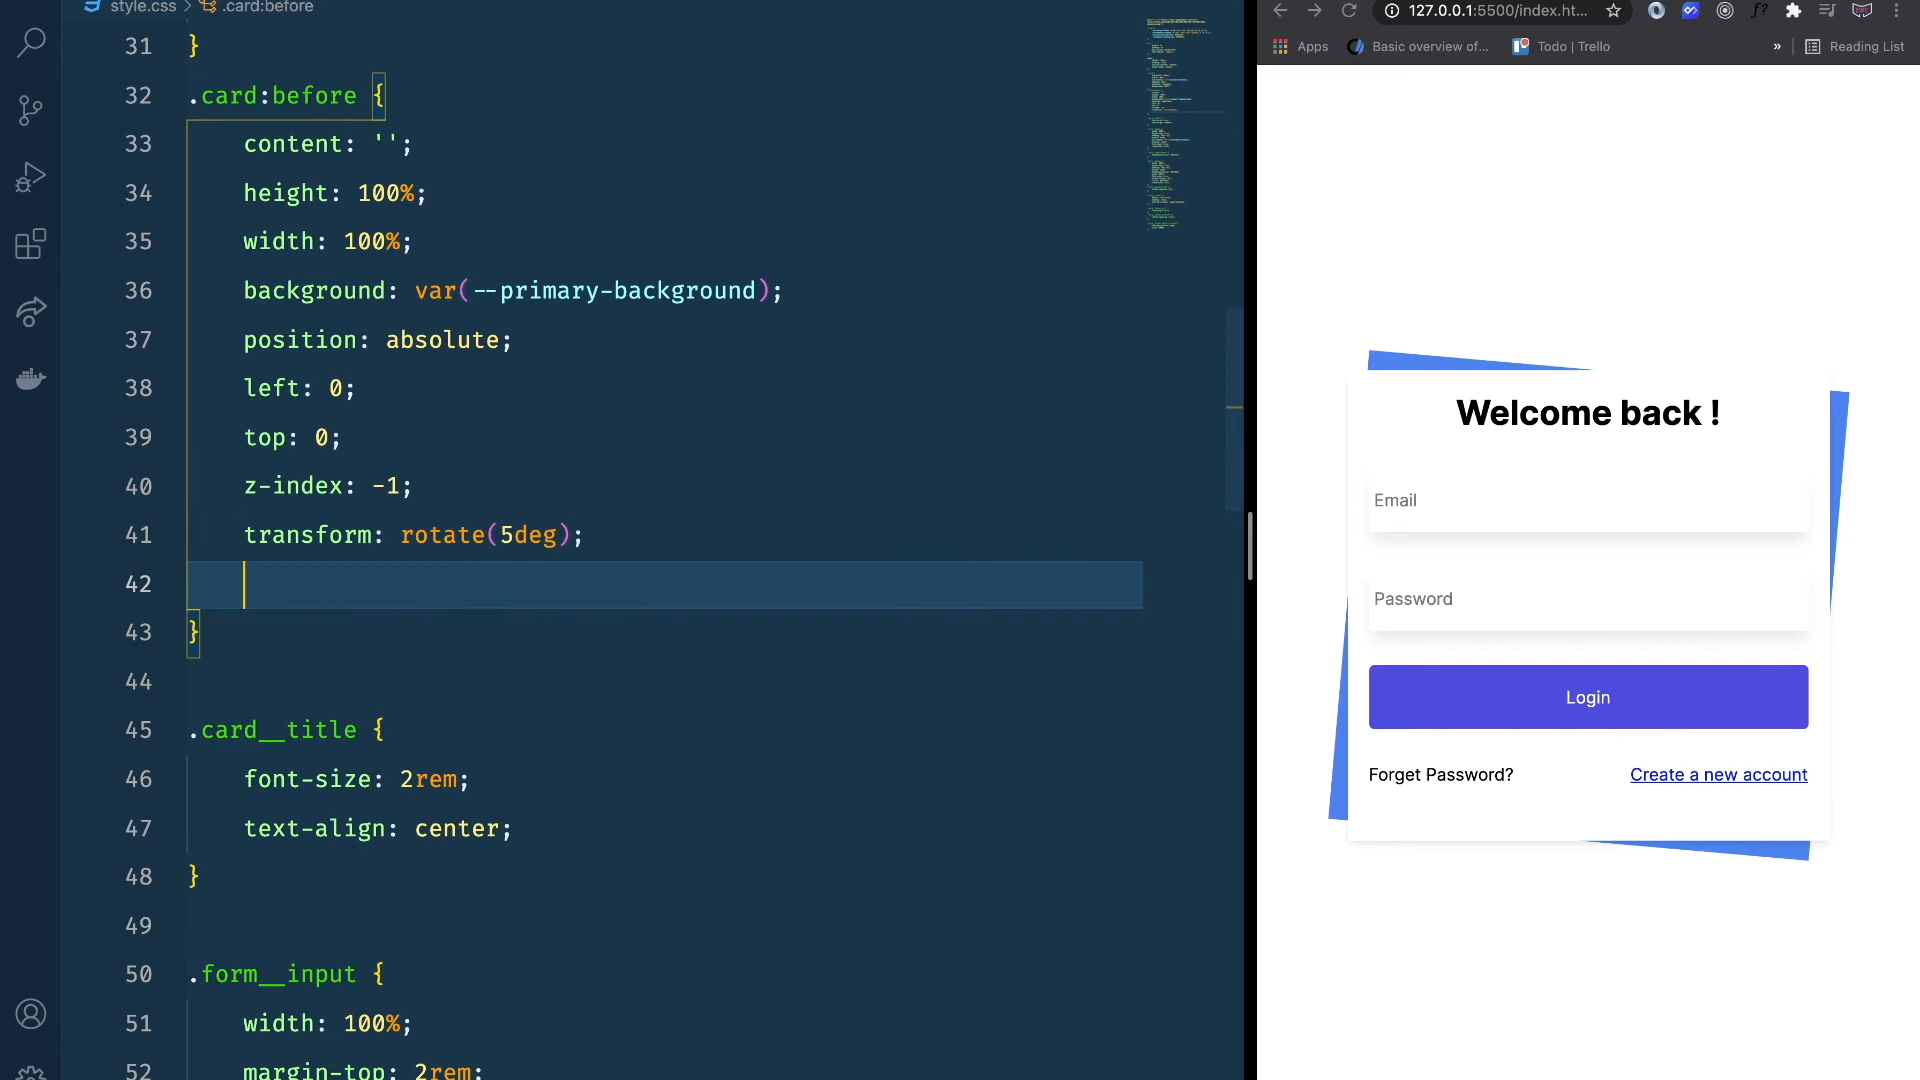 style.css > .card:before
31 }
32 .card:before {
33 content: '';
34 height: 100%;
35 width: 100%;
36 background: var(--primary-background);
37 position: absolute;
38 left: 0;
39 top: 0;
40 z-index: -1;
41 transform: rotate(5deg);
42
43 }
44
45 .card__title {
46 font-size: 2rem;
47 text-align: center;
48 }
49
50 .form__input {
51 width: 100%;
52 margin-top: 2rem;
127.0.0.1:5500/index.ht...
Apps Basic overview of... Todo | Trello » Reading List
Welcome back !
Email
Password
Login
Forget Password? Create a new account